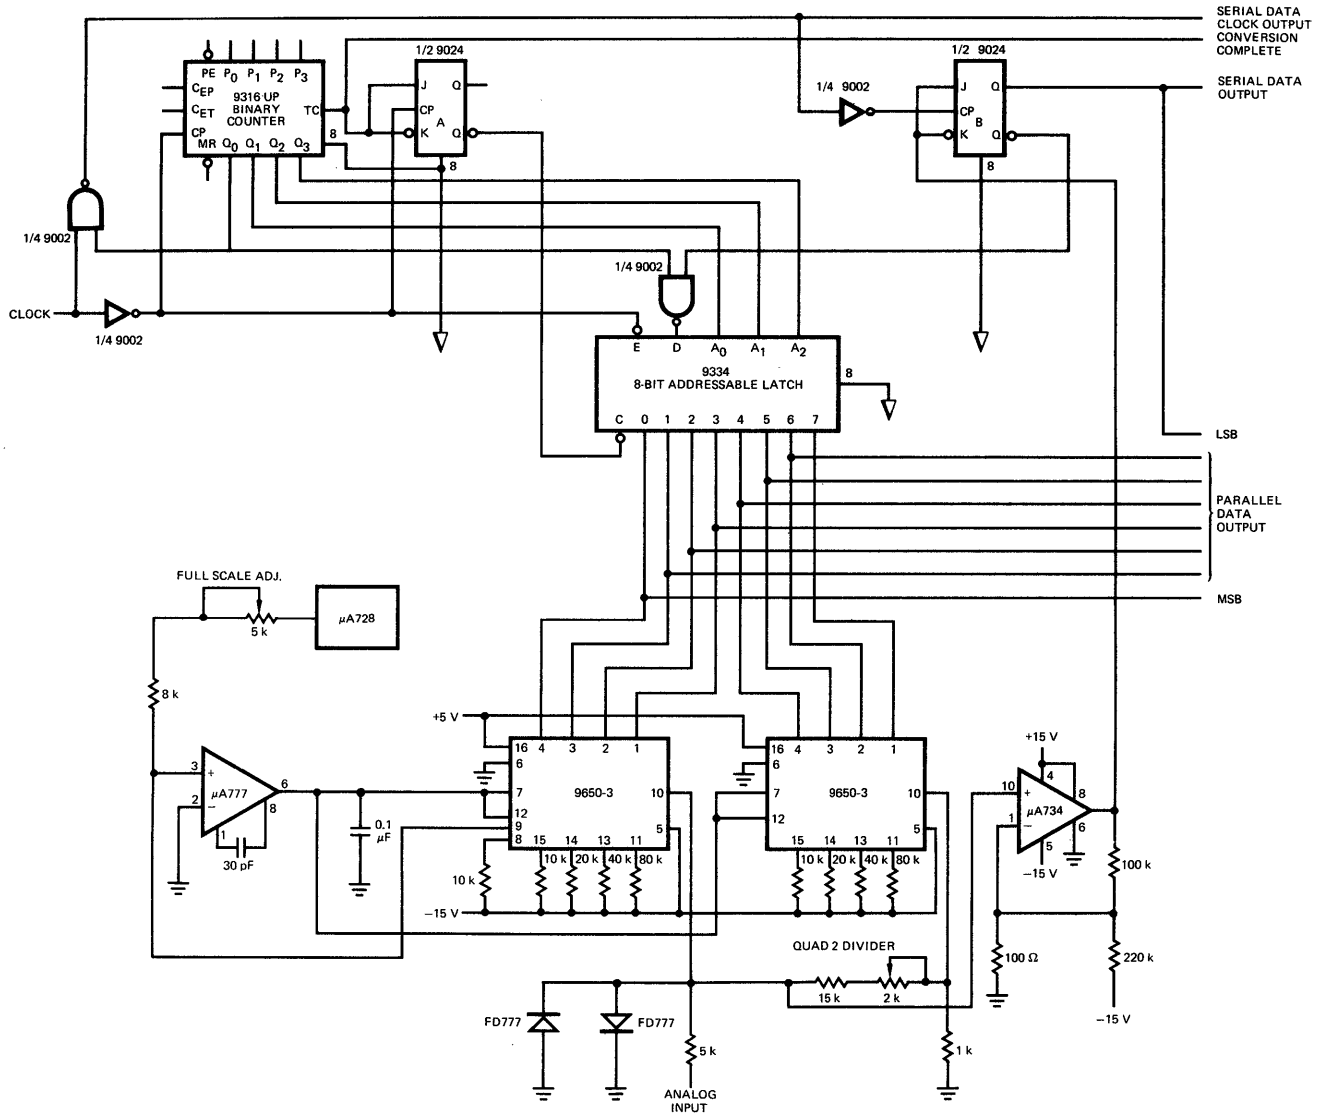 SERIAL DATA
CLOCK OUTPUT
CONVERSION
COMPLETE
1/2 9024
1/2 9024
PE P0 P1 P2 P3
CEP
9316 UP
BINARY
COUNTER
CET
TC
CP
MR Q0 Q1 Q2 Q3
8
J Q
CP
A
K Q
8
1/4 9002
J Q
CP
B
K Q
8
SERIAL DATA
OUTPUT
1/4 9002
1/4 9002
CLOCK
1/4 9002
E D A0 A1 A2
9334
8-BIT ADDRESSABLE LATCH
8
C 0 1 2 3 4 5 6 7
LSB
PARALLEL
DATA
OUTPUT
MSB
FULL SCALE ADJ.
5 k
μA728
8 k
+5 V
3 +
μA777
2 −
6
8
1
30 pF
0.1
μF
16 4 3 2 1
6
7
9650-3
10
12
9
8
5
15 14 13 11
10 k 20 k 40 k 80 k
10 k
−15 V
16 4 3 2 1
6
7
9650-3
10
12
5
15 14 13 11
10 k 20 k 40 k 80 k
+15 V
4
10 +
8
μA734
1 −
6
5
−15 V
100 k
QUAD 2 DIVIDER
15 k
2 k
100 Ω
220 k
−15 V
FD777
FD777
5 k
1 k
ANALOG
INPUT